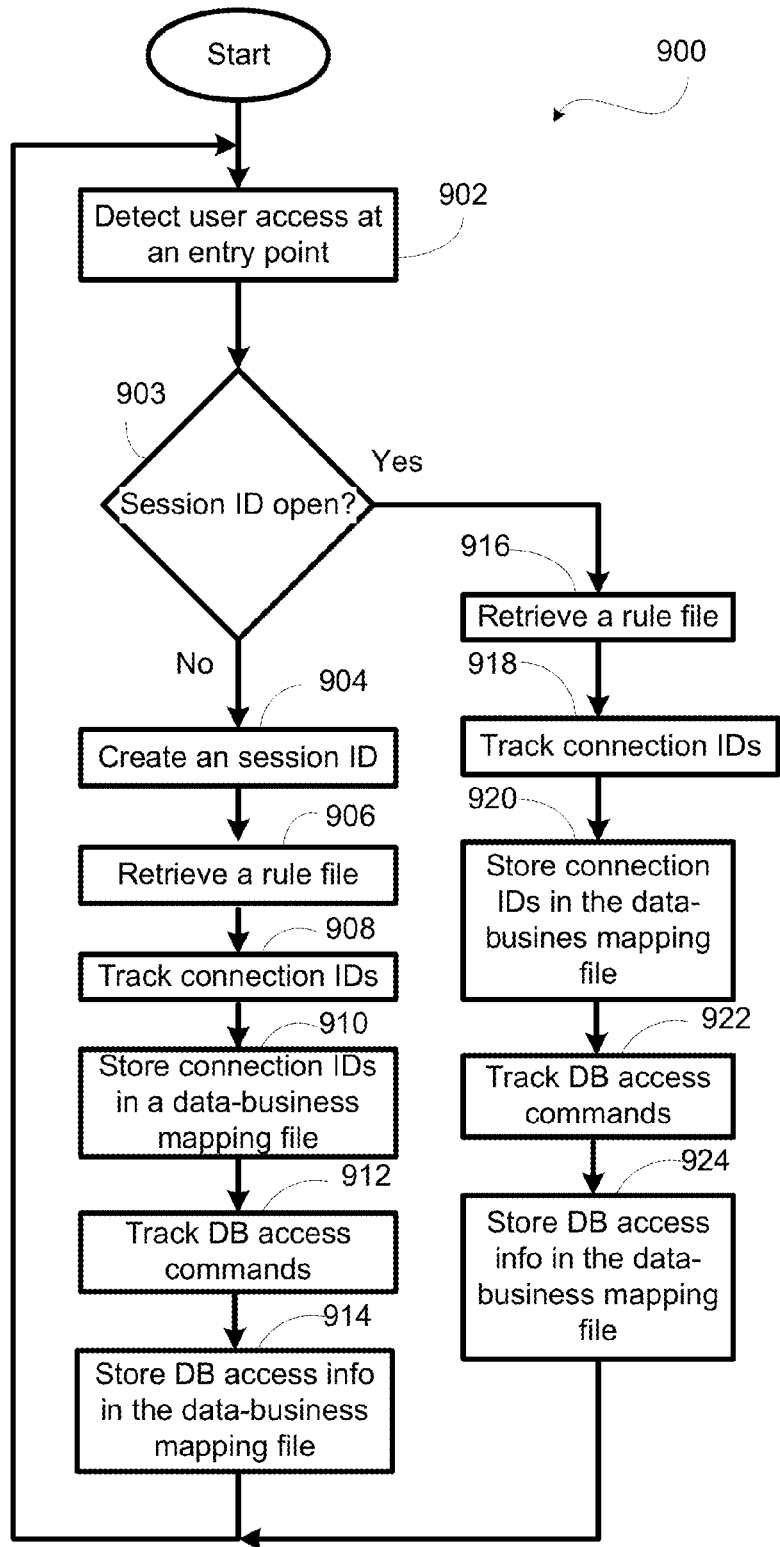 Start
900
Detect user access at
an entry point
902
903
Session ID open?
Yes
No
904
Create an session ID
906
Retrieve a rule file
908
Track connection IDs
910
Store connection IDs
in a data-business
mapping file
912
Track DB access
commands
914
Store DB access info
in the data-business
mapping file
916
Retrieve a rule file
918
Track connection IDs
920
Store connection
IDs in the data-
busines mapping
file
922
Track DB access
commands
924
Store DB access
info in the data-
business mapping
file